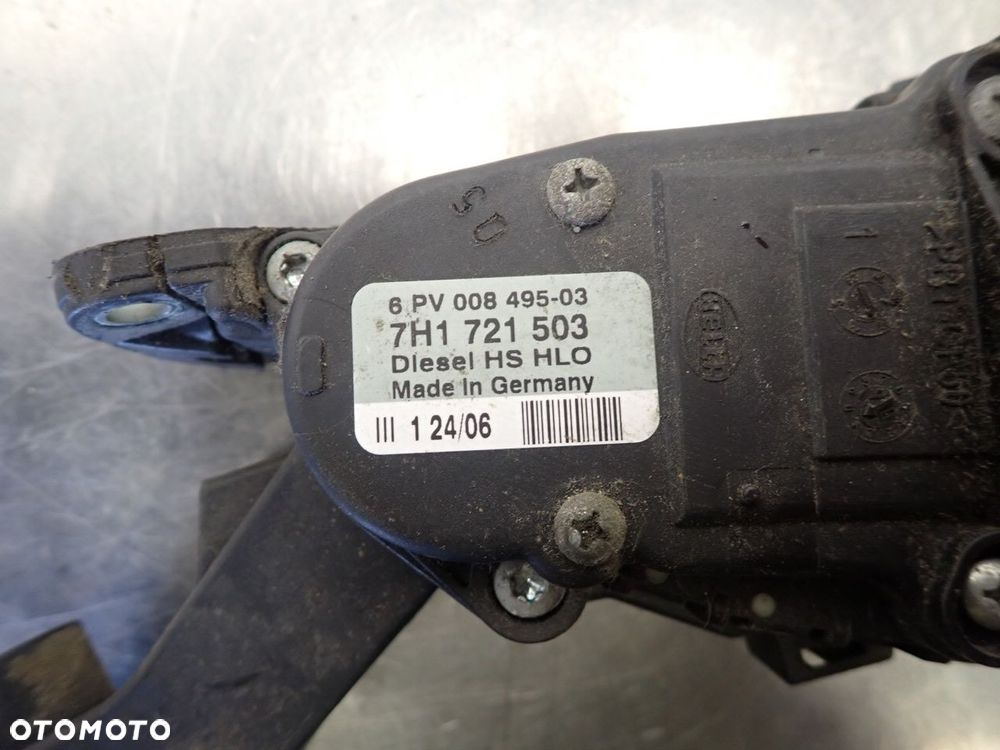 6 PV 008 495-03
7H1 721 503
Diesel HS HLO
Made in Germany
III 1 24/06
HELLA
1
OTOMOTO